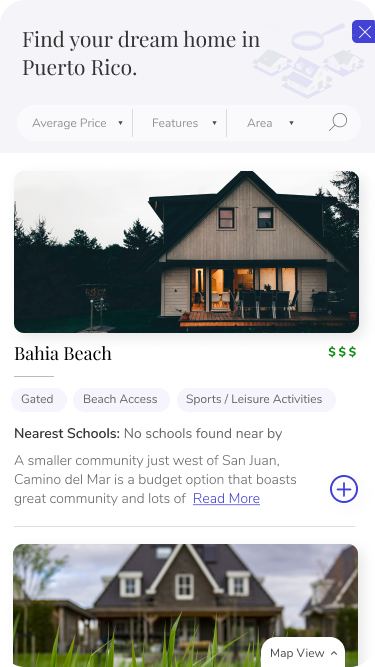 Find your dream home in
Puerto Rico.
Average Price ▾ Features ▾ Area ▾
Bahia Beach $$$
Gated Beach Access Sports / Leisure Activities
Nearest Schools: No schools found near by
A smaller community just west of San Juan,
Camino del Mar is a budget option that boasts
great community and lots of Read More
Map View